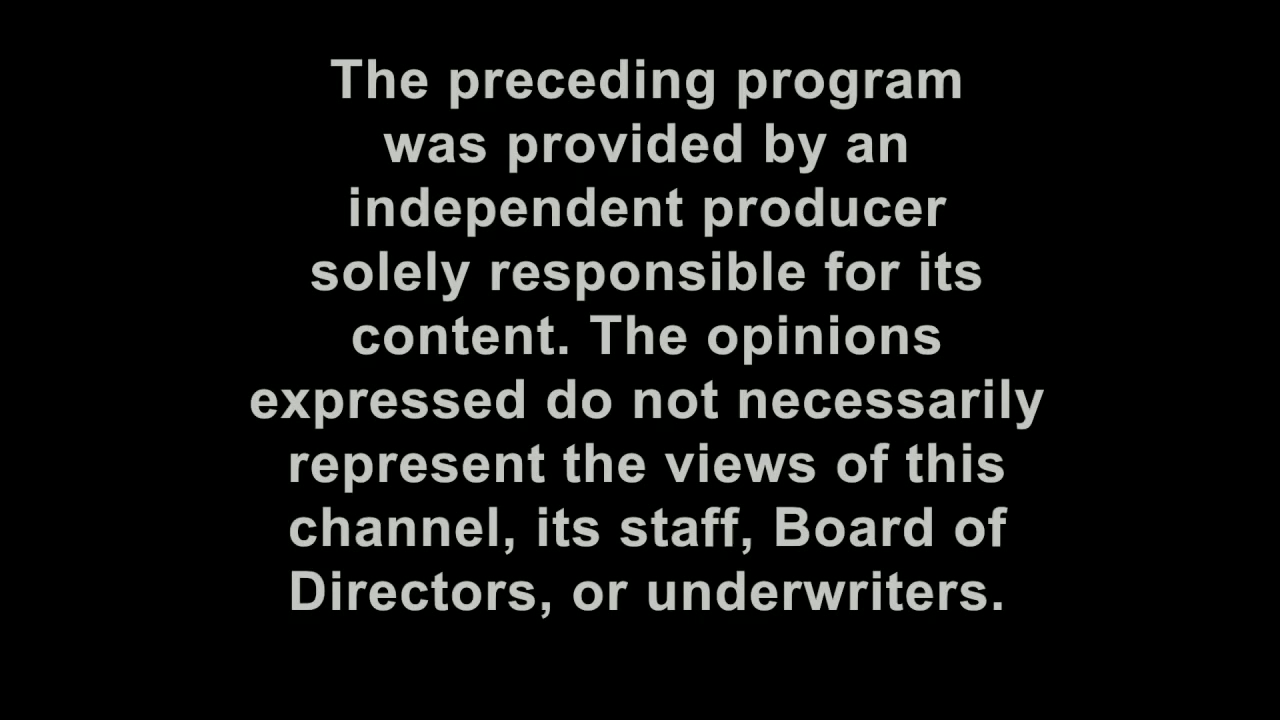 The preceding program
was provided by an
independent producer
solely responsible for its
content. The opinions
expressed do not necessarily
represent the views of this
channel, its staff, Board of
Directors, or underwriters.